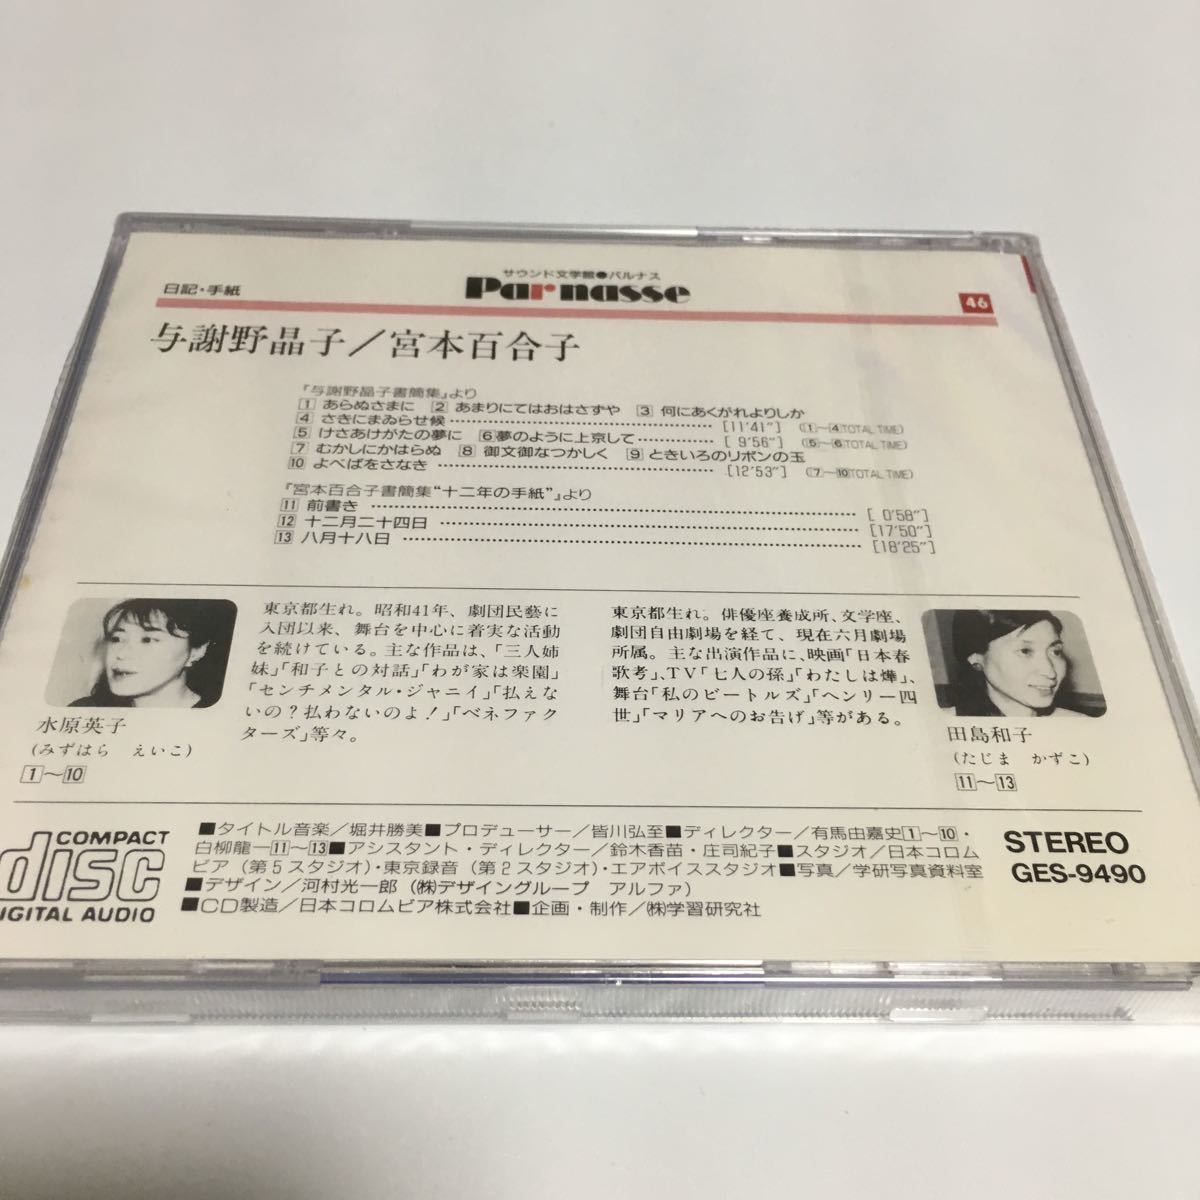 サウンド文学館●パルナス
日記・手紙
Parnasse
46
与謝野晶子／宮本百合子
『与謝野晶子書簡集』より
1 あらぬさまに 2 あまりにてはおはさずや 3 何にあくがれよりしか
4 さきにまゐらせ候 [11'41"] (1〜4TOTAL TIME)
5 けさあけがたの夢に 6 夢のように上京して [ 9'56"] (5〜6TOTAL TIME)
7 むかしにかはらぬ 8 御文御なつかしく 9 ときいろのリボンの玉
10 よべばをさなき [12'53"] (7〜10TOTAL TIME)
『宮本百合子書簡集“十二年の手紙”』より
11 前書き [ 0'58"]
12 十二月二十四日 [17'50"]
13 八月十八日 [18'25"]
東京都生れ。昭和41年、劇団民藝に
入団以来、舞台を中心に着実な活動
を続けている。主な作品は、「三人姉
妹」「和子との対話」「わが家は楽園」
「センチメンタル・ジャニイ」「払えな
いの？払わないのよ！」「ベネファク
ターズ」等々。
水原英子
(みずはら えいこ)
1〜10
東京都生れ。俳優座養成所、文学座、
劇団自由劇場を経て、現在六月劇場
所属。主な出演作品に、映画「日本春
歌考」、TV「七人の孫」「わたしは燁」、
舞台「私のビートルズ」「ヘンリー四
世」「マリアへのお告げ」等がある。
田島和子
(たじま かずこ)
11〜13
COMPACT
disc
DIGITAL AUDIO
■タイトル音楽／堀井勝美■プロデューサー／皆川弘至■ディレクター／有馬由嘉史1〜10・
白柳龍一11〜13■アシスタント・ディレクター／鈴木香苗・庄司紀子■スタジオ／日本コロム
ビア（第5スタジオ）・東京録音（第2スタジオ）・エアボイススタジオ■写真／学研写真資料室
■デザイン／河村光一郎（㈱デザイングループ アルファ）
■CD製造／日本コロムビア株式会社■企画・制作／㈱学習研究社
STEREO
GES-9490